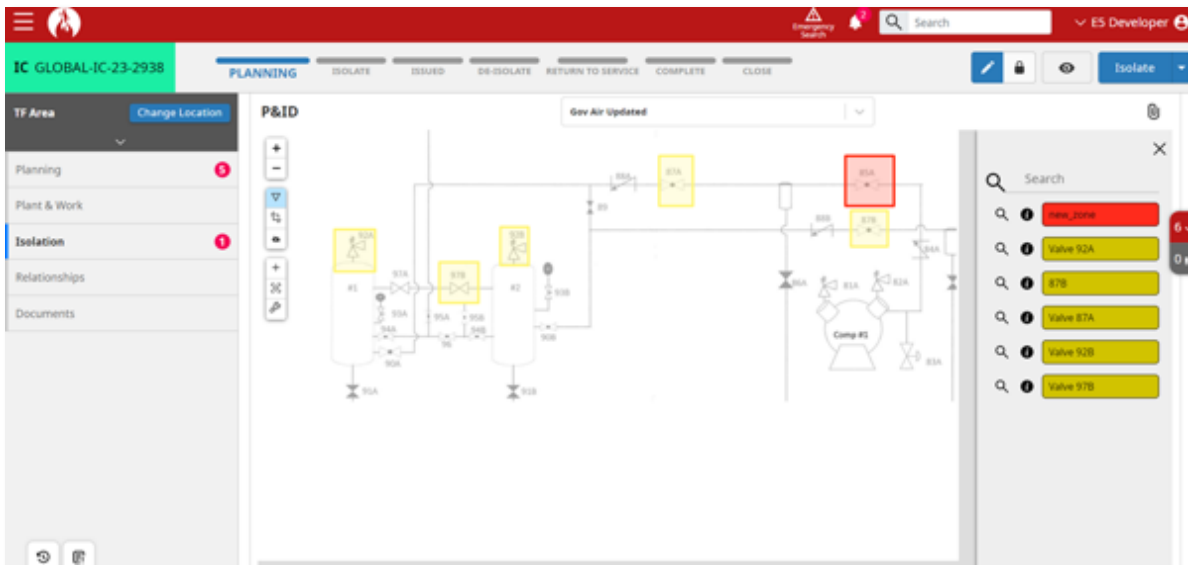 Emergency
Search
2
Search
E5 Developer
IC GLOBAL-IC-23-2938
PLANNING
ISOLATE
ISSUED
DE-ISOLATE
RETURN TO SERVICE
COMPLETE
CLOSE
Isolate
TF Area
Change Location
Planning
5
Plant & Work
Isolation
1
Relationships
Documents
P&ID
Gov Air Updated
88A
87A
85A
89
88B
87B
92A
92B
84A
97A
97B
#1
#2
93B
86A
81A
82A
93A
95A
95B
94A
94B
96
90B
90A
Comp #1
83A
91A
91B
Search
new_zone
Valve 92A
87B
Valve 87A
Valve 92B
Valve 97B
6
0